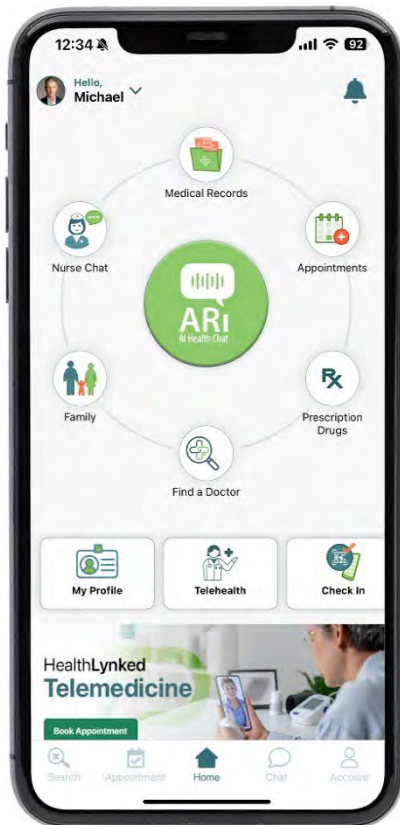 12:34
92
Hello,
Michael
Medical Records
Nurse Chat
Appointments
ARi
AI Health Chat
Family
Rx
Prescription
Drugs
Find a Doctor
My Profile
Telehealth
Check In
HealthLynked
Telemedicine
Book Appointment
Search
Appointment
Home
Chat
Account